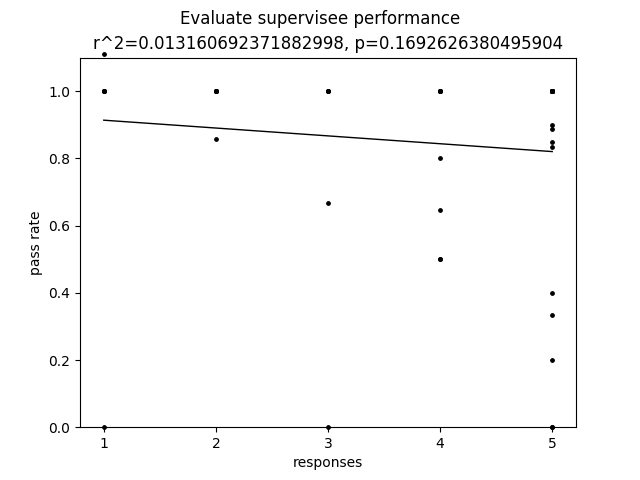 Evaluate supervisee performance
r^2=0.013160692371882998, p=0.1692626380495904
1.0
0.8
0.6
0.4
0.2
0.0
pass rate
1 2 3 4 5
responses